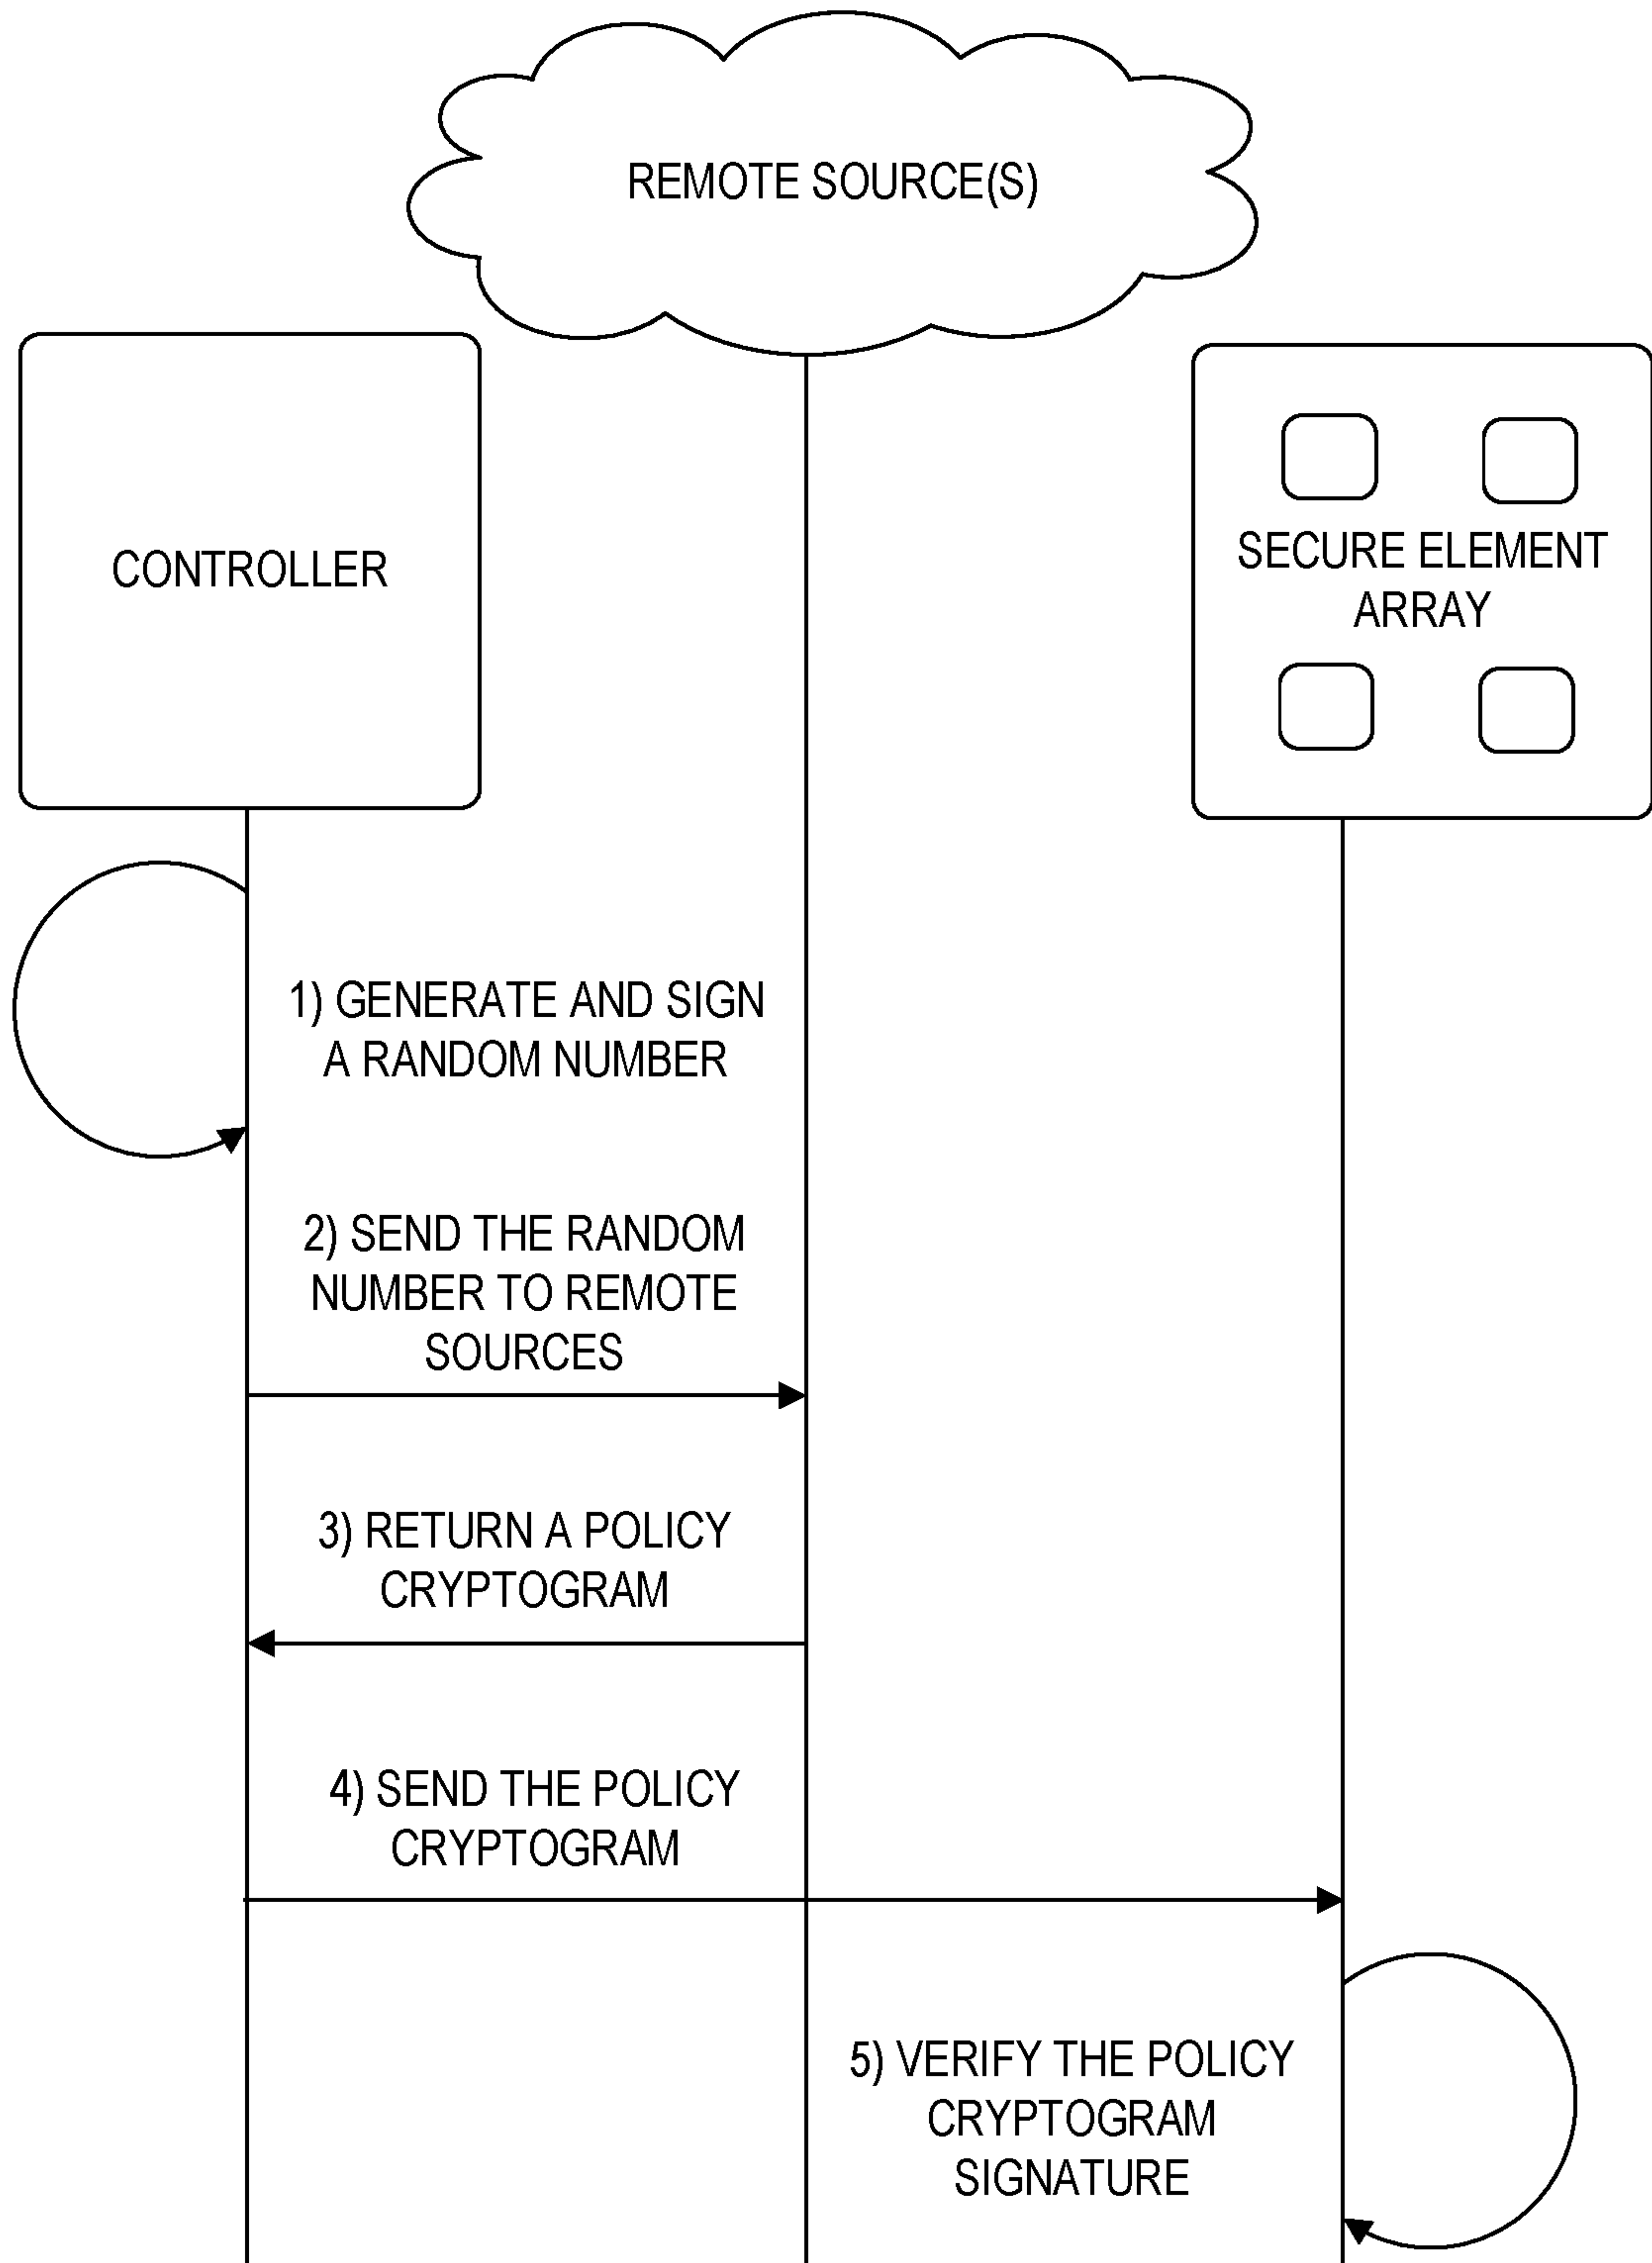 REMOTE SOURCE(S)
CONTROLLER
SECURE ELEMENT
ARRAY
1) GENERATE AND SIGN
A RANDOM NUMBER
2) SEND THE RANDOM
NUMBER TO REMOTE
SOURCES
3) RETURN A POLICY
CRYPTOGRAM
4) SEND THE POLICY
CRYPTOGRAM
5) VERIFY THE POLICY
CRYPTOGRAM
SIGNATURE